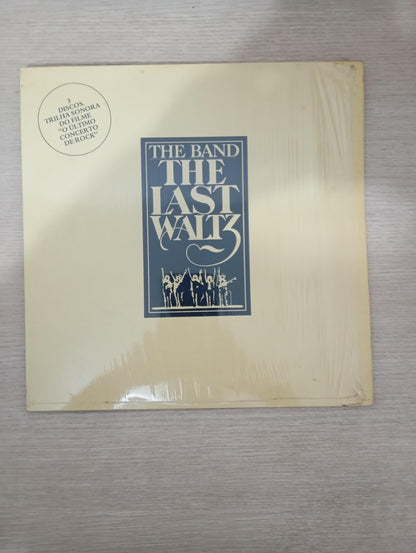 3
DISCOS,
TRILHA SONORA
DO FILME
"O ÚLTIMO
CONCERTO
DE ROCK"
THE BAND
THE
LAST
WALTZ